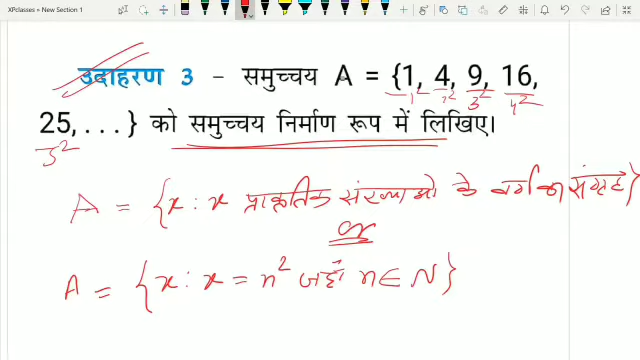 XPclasses » New Section 1
उदाहरण 3 – समुच्चय A = {1, 4, 9, 16,
1² 2² 3² 4²
25, . . .} को समुच्चय निर्माण रूप में लिखिए।
5²
A = {x : x प्राकृतिक संख्याओं के वर्ग का संग्रह}
or
A = {x : x = n² जहाँ n ∈ N}